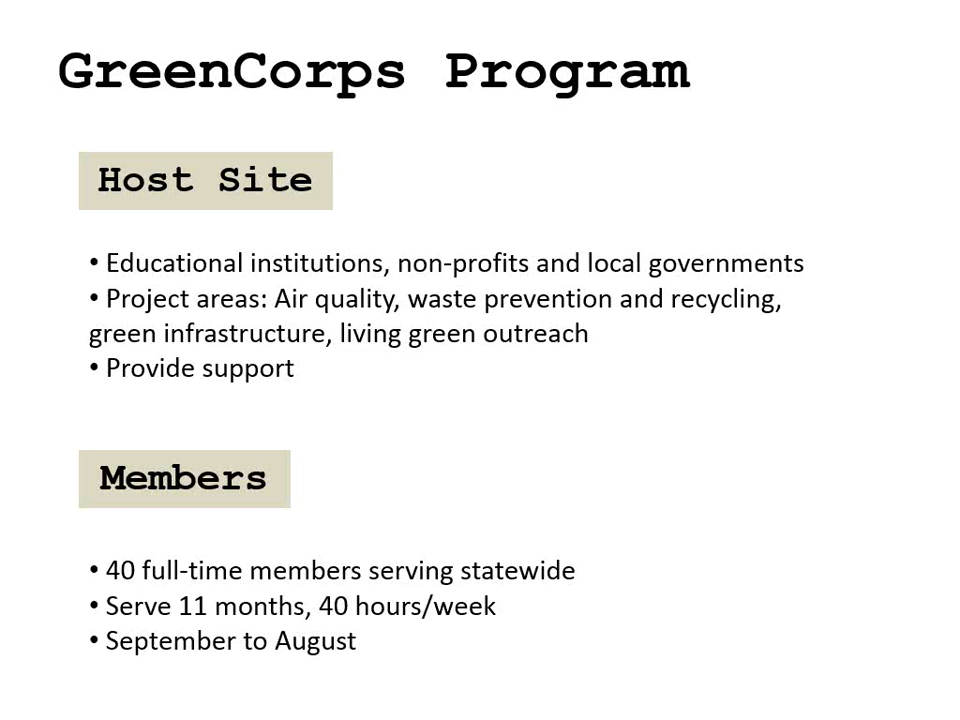 GreenCorps Program
Host Site
• Educational institutions, non-profits and local governments
• Project areas: Air quality, waste prevention and recycling,
green infrastructure, living green outreach
• Provide support
Members
• 40 full-time members serving statewide
• Serve 11 months, 40 hours/week
• September to August